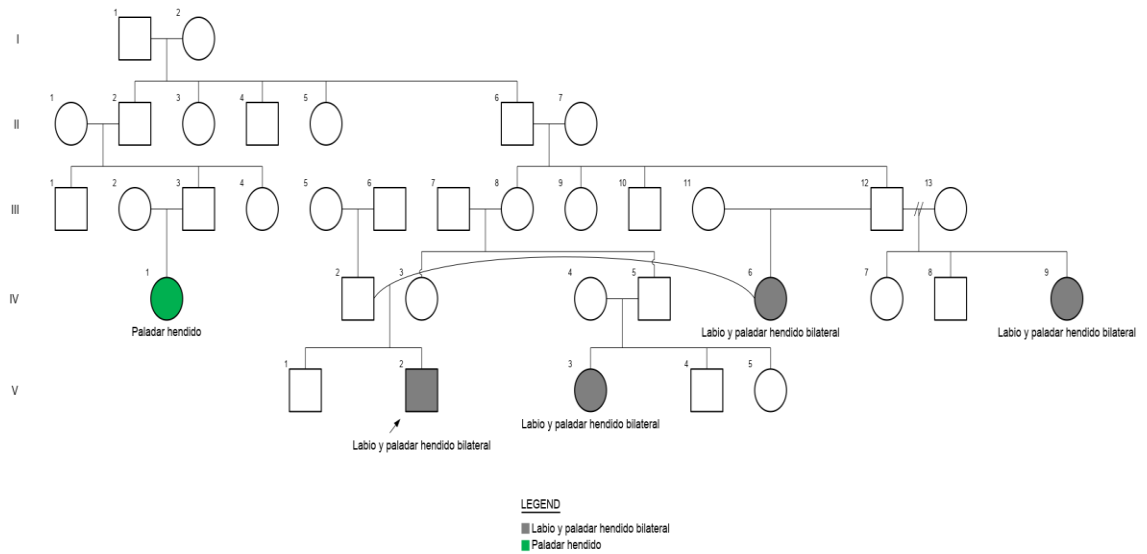 1 2
I
1 2 3 4 5 6 7
II
1 2 3 4 5 6 7 8 9 10 11 12 13
III
1 2 3 4 5 6 7 8 9
IV
Paladar hendido
Labio y paladar hendido bilateral
Labio y paladar hendido bilateral
1 2 3 4 5
V
Labio y paladar hendido bilateral
Labio y paladar hendido bilateral
LEGEND
Labio y paladar hendido bilateral
Paladar hendido